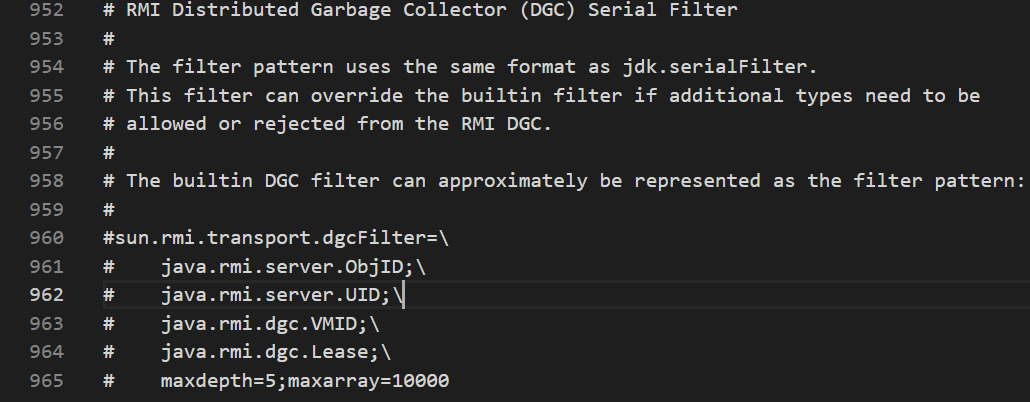 952 # RMI Distributed Garbage Collector (DGC) Serial Filter
953 #
954 # The filter pattern uses the same format as jdk.serialFilter.
955 # This filter can override the builtin filter if additional types need to be
956 # allowed or rejected from the RMI DGC.
957 #
958 # The builtin DGC filter can approximately be represented as the filter pattern:
959 #
960 #sun.rmi.transport.dgcFilter=\
961 #    java.rmi.server.ObjID;\
962 #    java.rmi.server.UID;\
963 #    java.rmi.dgc.VMID;\
964 #    java.rmi.dgc.Lease;\
965 #    maxdepth=5;maxarray=10000